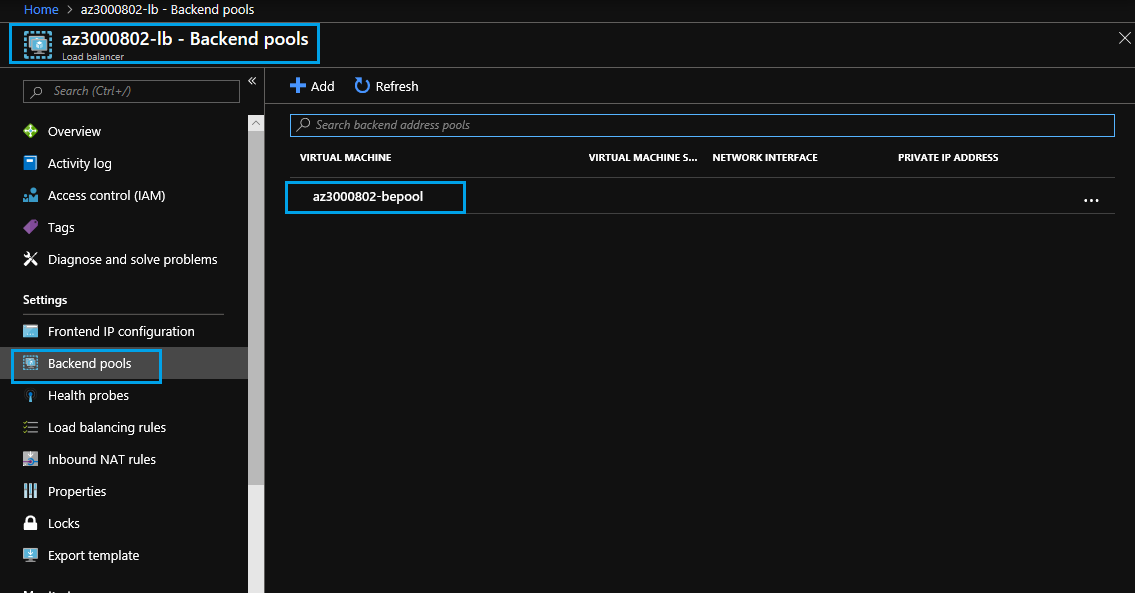 Home > az3000802-lb - Backend pools
az3000802-lb - Backend pools
Load balancer
Search (Ctrl+/)
Overview
Activity log
Access control (IAM)
Tags
Diagnose and solve problems
Settings
Frontend IP configuration
Backend pools
Health probes
Load balancing rules
Inbound NAT rules
Properties
Locks
Export template
Add Refresh
Search backend address pools
VIRTUAL MACHINE VIRTUAL MACHINE S... NETWORK INTERFACE PRIVATE IP ADDRESS
az3000802-bepool